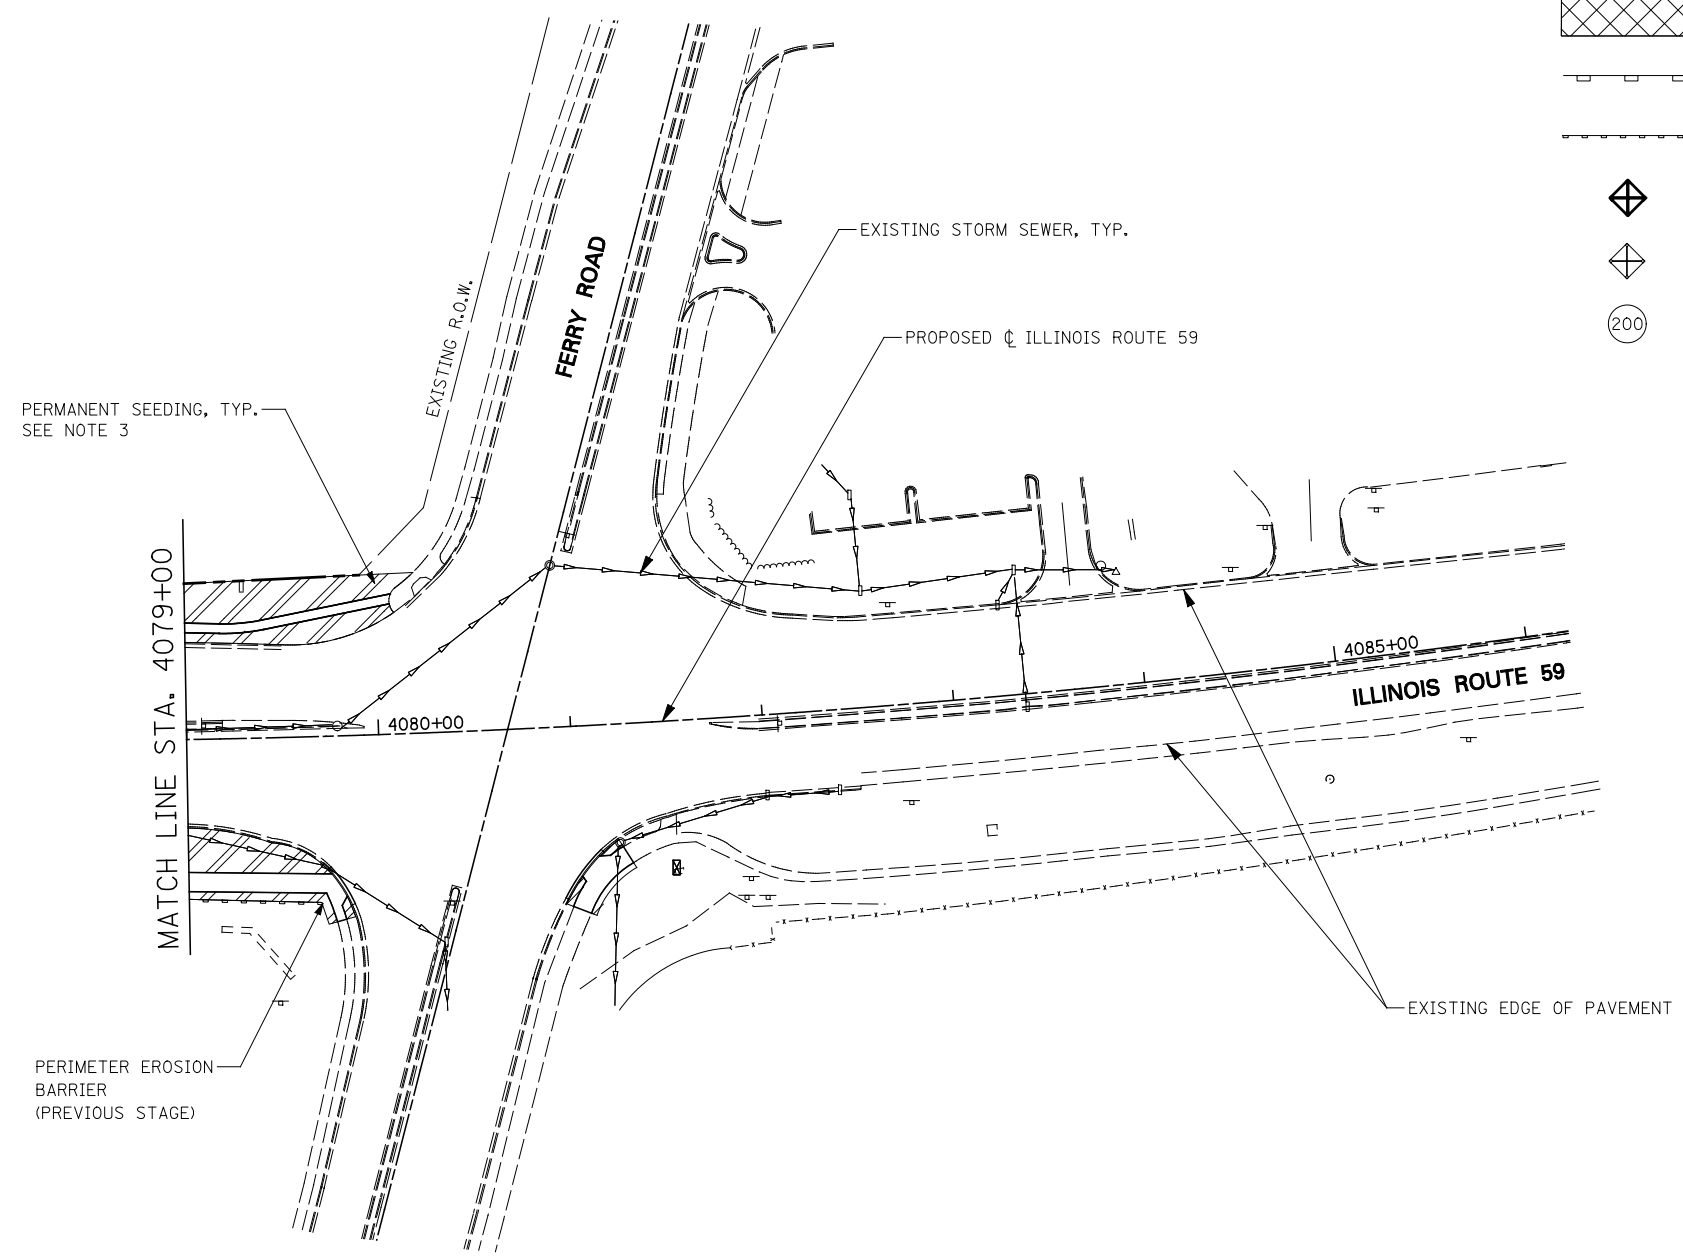 EXISTING STORM SEWER, TYP.
FERRY ROAD
EXISTING R.O.W.
200
PROPOSED ℄ ILLINOIS ROUTE 59
PERMANENT SEEDING, TYP.
SEE NOTE 3
MATCH LINE STA. 4079+00
4085+00
ILLINOIS ROUTE 59
4080+00
EXISTING EDGE OF PAVEMENT
PERIMETER EROSION
BARRIER
(PREVIOUS STAGE)